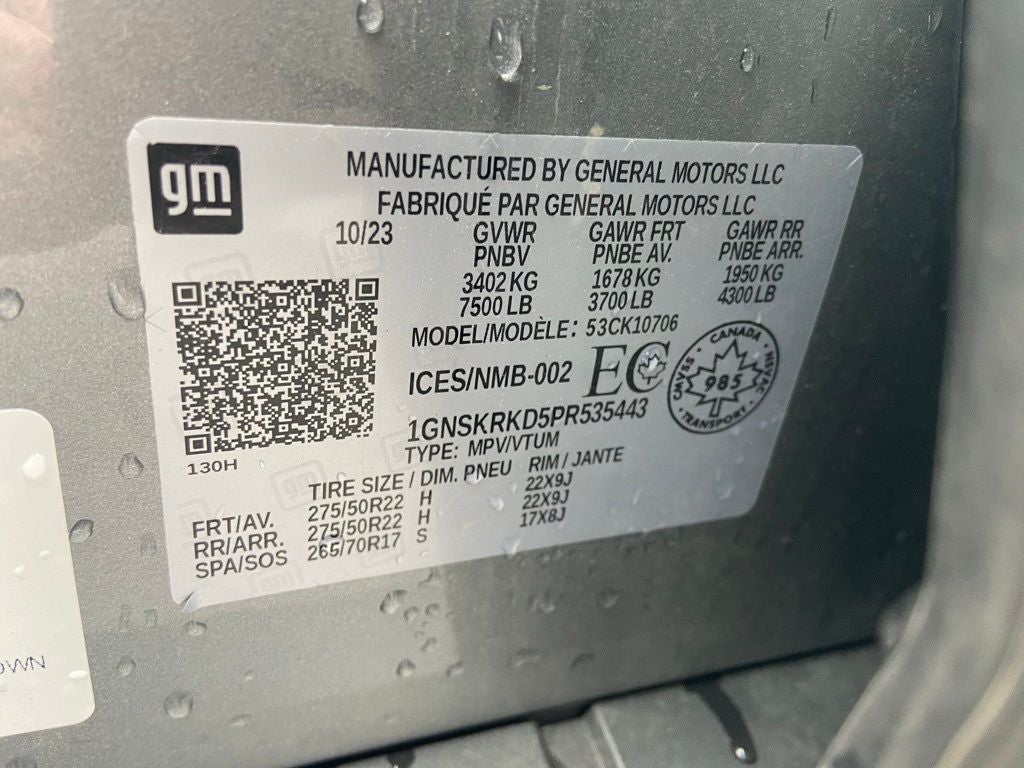 gm
MANUFACTURED BY GENERAL MOTORS LLC
FABRIQUÉ PAR GENERAL MOTORS LLC
10/23 GVWR GAWR FRT GAWR RR
PNBV PNBE AV. PNBE ARR.
3402 KG 1678 KG 1950 KG
7500 LB 3700 LB 4300 LB
MODEL/MODÈLE: 53CK10706
ICES/NMB-002 EC
CANADA
CMVSS 985 NSVAC
TRANSPORT
1GNSKRKD5PR535443
TYPE: MPV/VTUM
130H
TIRE SIZE / DIM. PNEU RIM / JANTE
FRT/AV. 275/50R22 H 22X9J
RR/ARR. 275/50R22 H 22X9J
SPA/SOS 265/70R17 S 17X8J